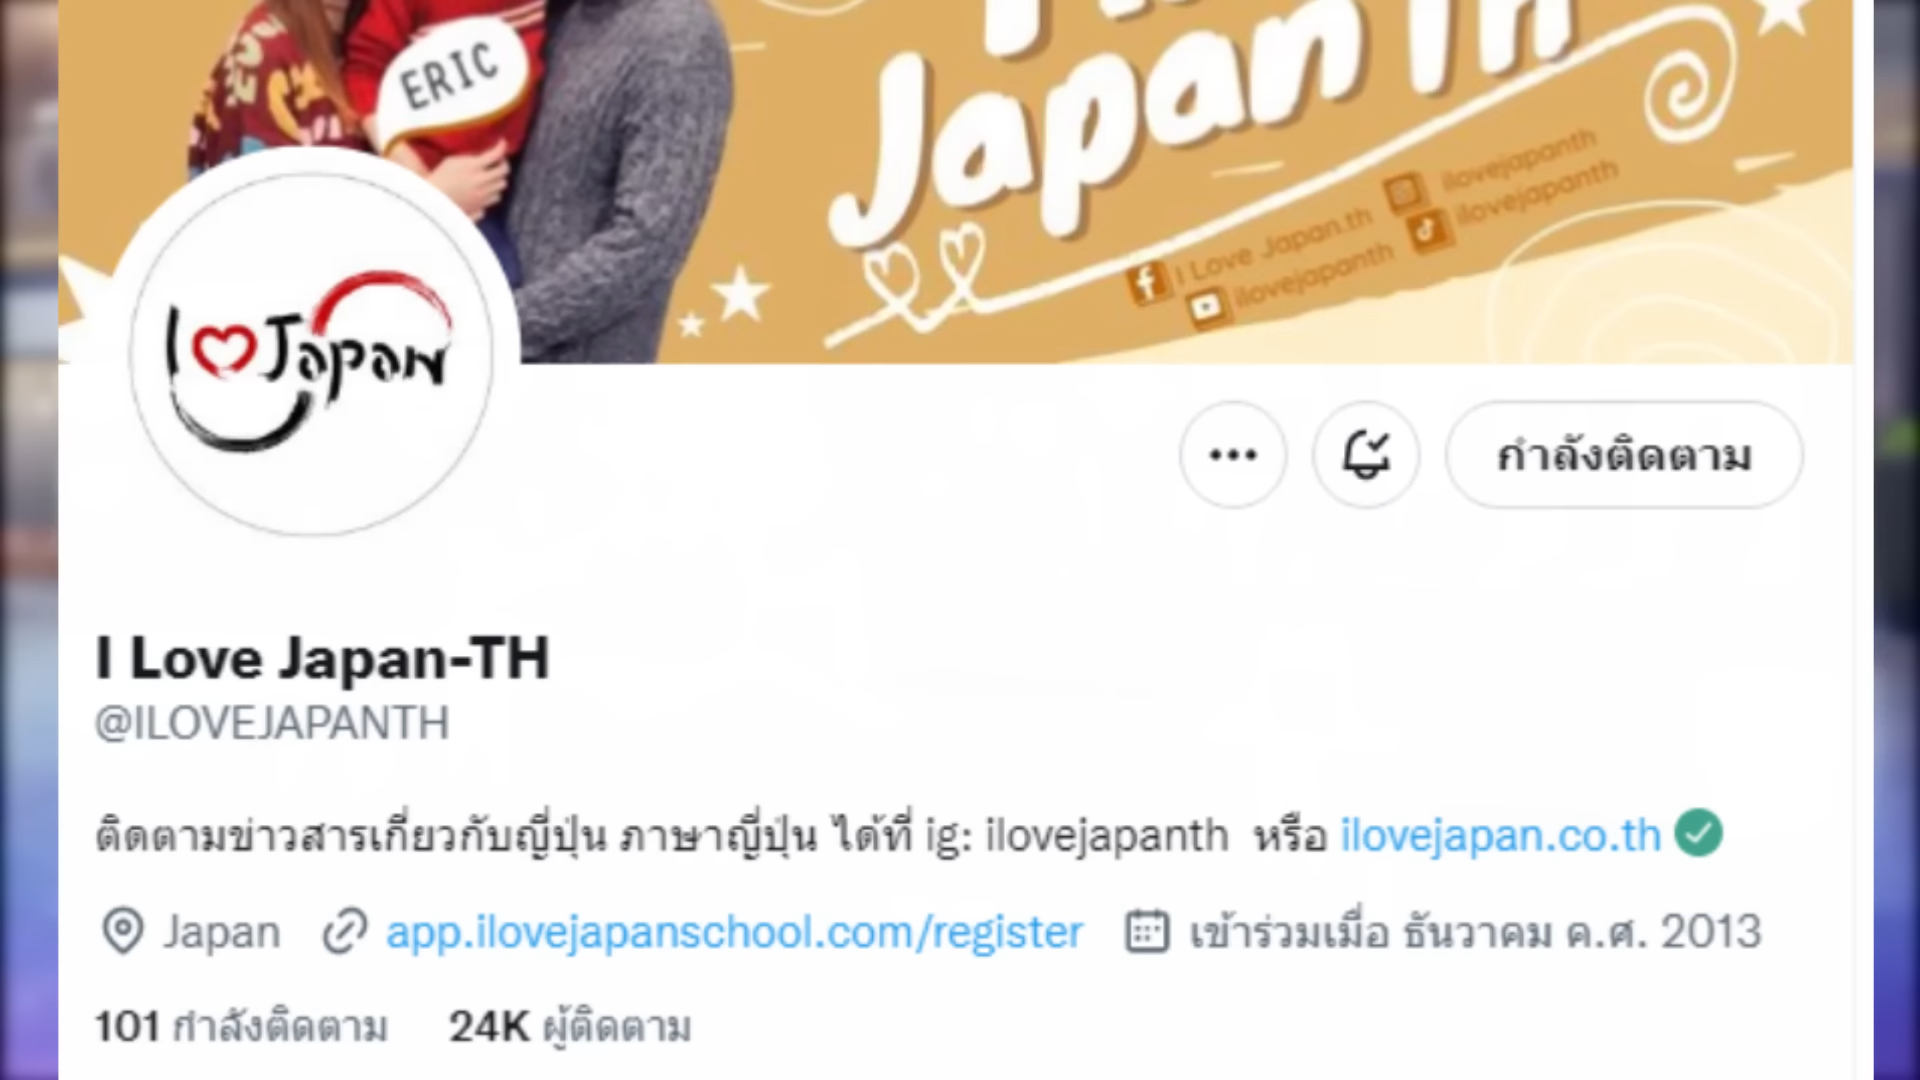 ERIC
JapanTh
ilovejapanth
I Love Japan.th
ilovejapanth
ilovejapanth
I Japan
กำลังติดตาม
I Love Japan-TH
@ILOVEJAPANTH
ติดตามข่าวสารเกี่ยวกับญี่ปุ่น ภาษาญี่ปุ่น ได้ที่ ig: ilovejapanth หรือ ilovejapan.co.th
Japan app.ilovejapanschool.com/register เข้าร่วมเมื่อ ธันวาคม ค.ศ. 2013
101 กำลังติดตาม 24K ผู้ติดตาม